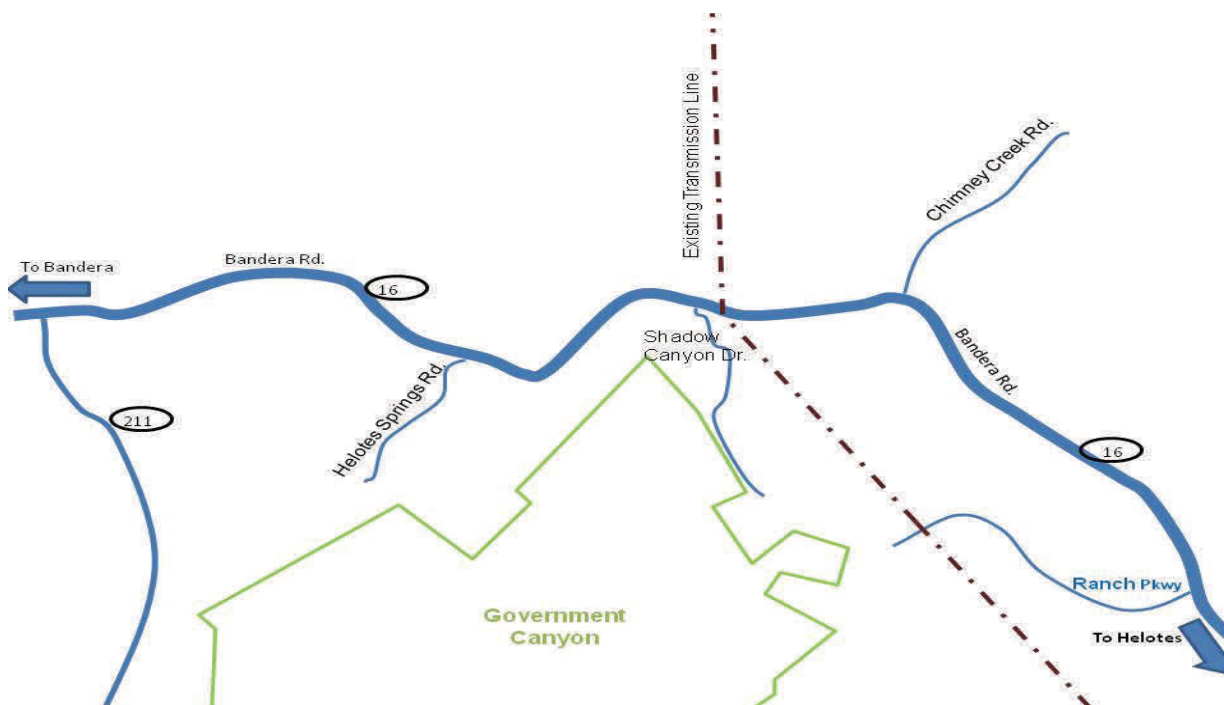 Existing Transmission Line
Chimney Creek Rd.
To Bandera
Bandera Rd.
16
Shadow
Canyon Dr.
Bandera Rd.
Helotes Springs Rd.
211
16
Ranch Pkwy
Government
Canyon
To Helotes